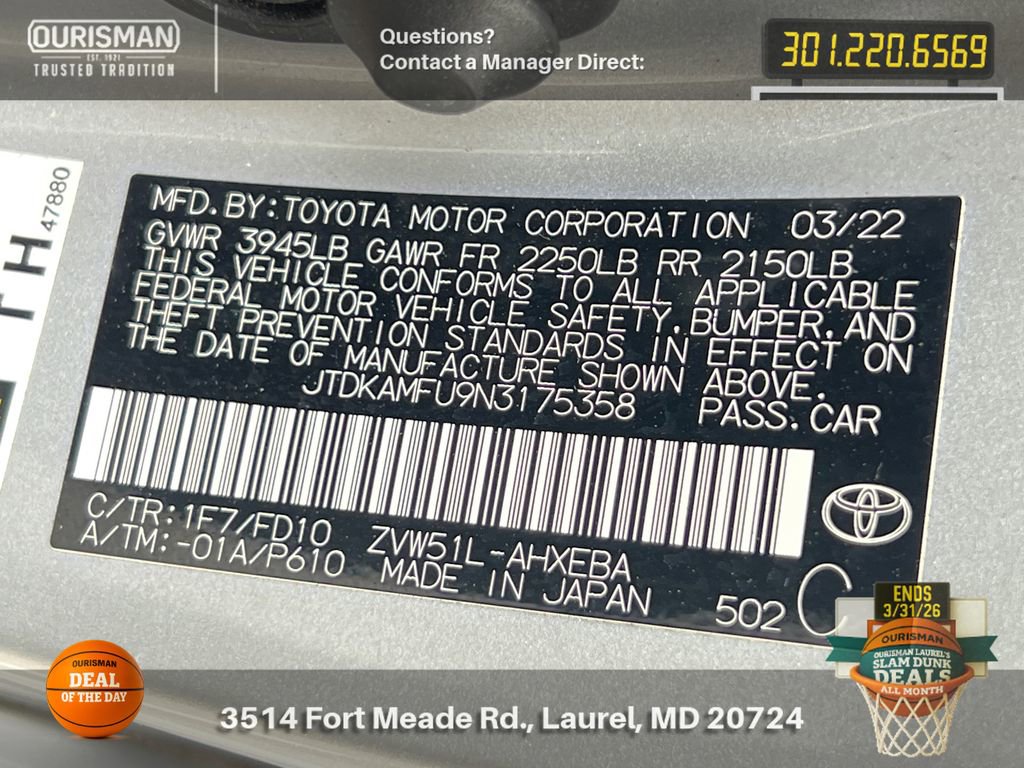 OURISMAN
EST. 1921
TRUSTED TRADITION
Questions?
Contact a Manager Direct:
301.220.6569
47880
TH
MFD. BY: TOYOTA MOTOR CORPORATION 03/22
GVWR 3945LB GAWR FR 2250LB RR 2150LB
THIS VEHICLE CONFORMS TO ALL APPLICABLE
FEDERAL MOTOR VEHICLE SAFETY, BUMPER, AND
THEFT PREVENTION STANDARDS IN EFFECT ON
THE DATE OF MANUFACTURE SHOWN ABOVE.
JTDKAMFU9N3175358 PASS. CAR
C/TR: 1F7/FD10 ZVW51L-AHXEBA
A/TM: -01A/P610 MADE IN JAPAN 502 C
ENDS
3/31/26
OURISMAN
OURISMAN LAUREL'S
SLAM DUNK
DEALS
ALL MONTH
OURISMAN
DEAL
OF THE DAY
3514 Fort Meade Rd., Laurel, MD 20724